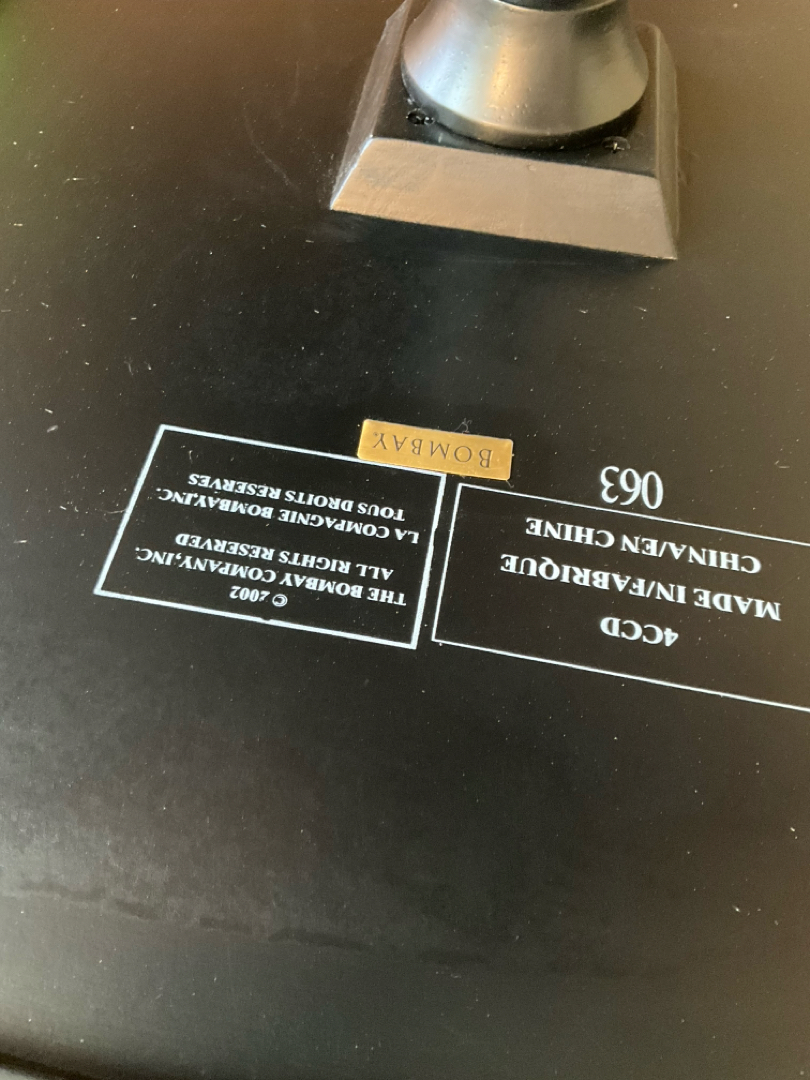 4CCD
MADE IN/FABRIQUE
CHINA/EN CHINE
063
BOMBAY.
© 2002
THE BOMBAY COMPANY, INC.
ALL RIGHTS RESERVED
LA COMPAGNIE BOMBAY, INC.
TOUS DROITS RESERVES